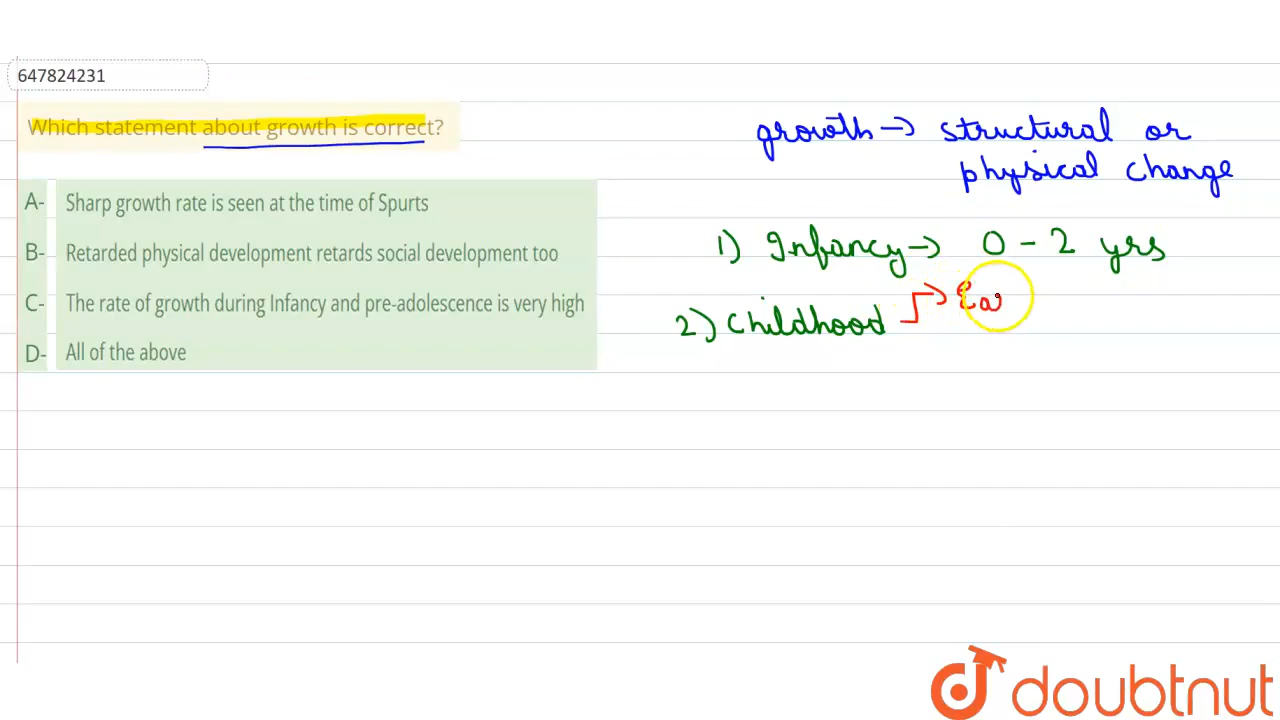 647824231
Which statement about growth is correct?
A- Sharp growth rate is seen at the time of Spurts
B- Retarded physical development retards social development too
C- The rate of growth during Infancy and pre-adolescence is very high
D- All of the above
growth → structural or
physical change
1) Infancy → 0 - 2 yrs
2) Childhood → Ea
doubtnut